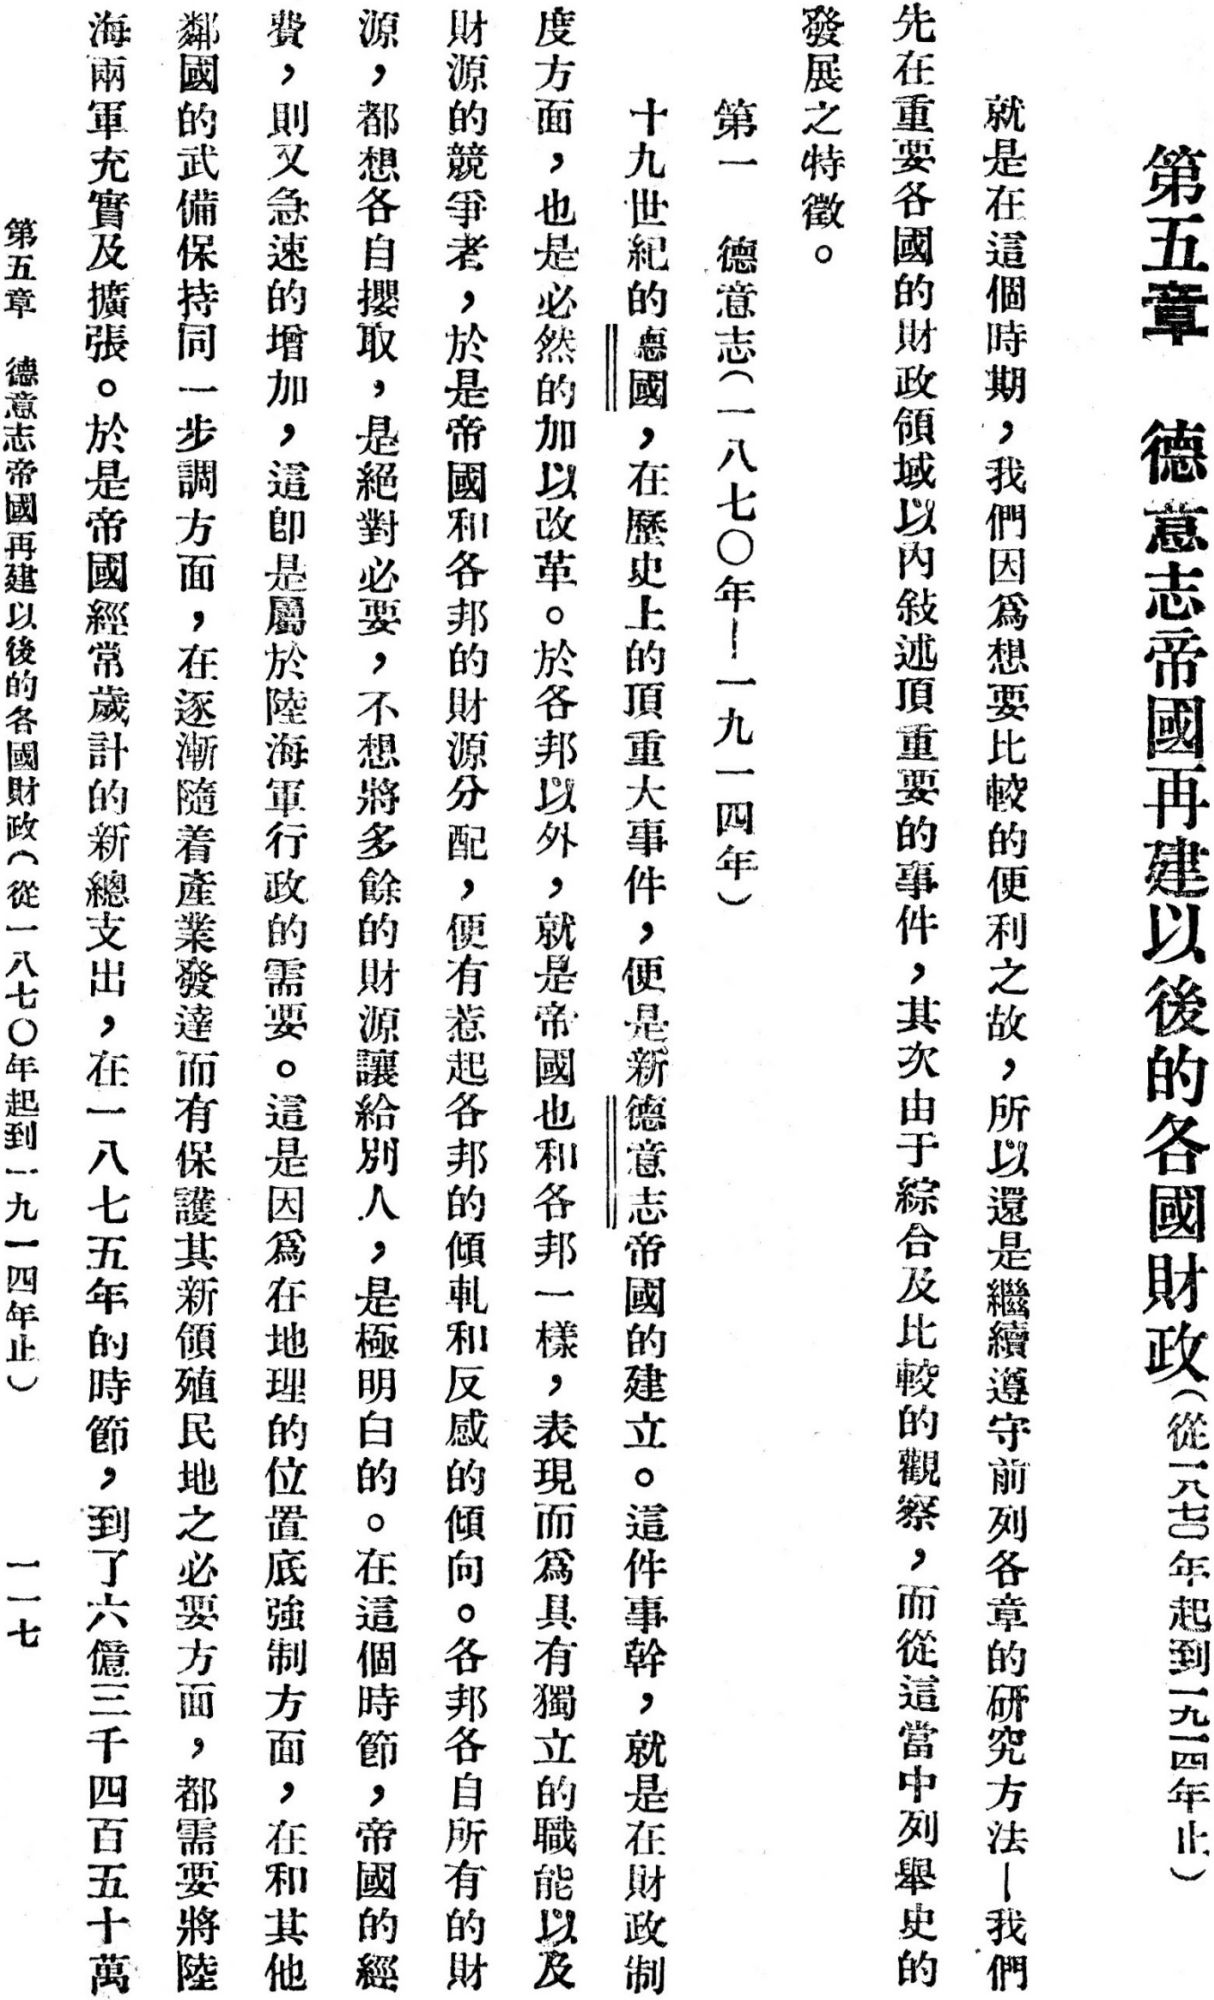 第五章　德意志帝國再建以後的各國財政（從一八七〇年起到一九一四年止）
就是在這個時期，我們因爲想要比較的便利之故，所以還是繼續遵守前列各章的研究方法—我們
先在重要各國的財政領域以內敍述頂重要的事件，其次由于綜合及比較的觀察，而從這當中列舉史的
發展之特徵。
第一　德意志（一八七〇年—一九一四年）
十九世紀的德國，在歷史上的頂重大事件，便是新德意志帝國的建立。這件事幹，就是在財政制
度方面，也是必然的加以改革。於各邦以外，就是帝國也和各邦一樣，表現而爲具有獨立的職能以及
財源的競爭者，於是帝國和各邦的財源分配，便有惹起各邦的傾軋和反感的傾向。各邦各自所有的財
源，都想各自攖取，是絕對必要，不想將多餘的財源讓給別人，是極明白的。在這個時節，帝國的經
費，則又急速的增加，這卽是屬於陸海軍行政的需要。這是因爲在地理的位置底強制方面，在和其他
鄰國的武備保持同一步調方面，在逐漸隨着產業發達而有保護其新領殖民地之必要方面，都需要將陸
海兩軍充實及擴張。於是帝國經常歲計的新總支出，在一八七五年的時節，到了六億三千四百五十萬
第五章　德意志帝國再建以後的各國財政（從一八七〇年起到一九一四年止）　一一七